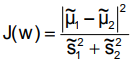 J(w) = |μ̃₁ − μ̃₂|² / (s̃₁² + s̃₂²)